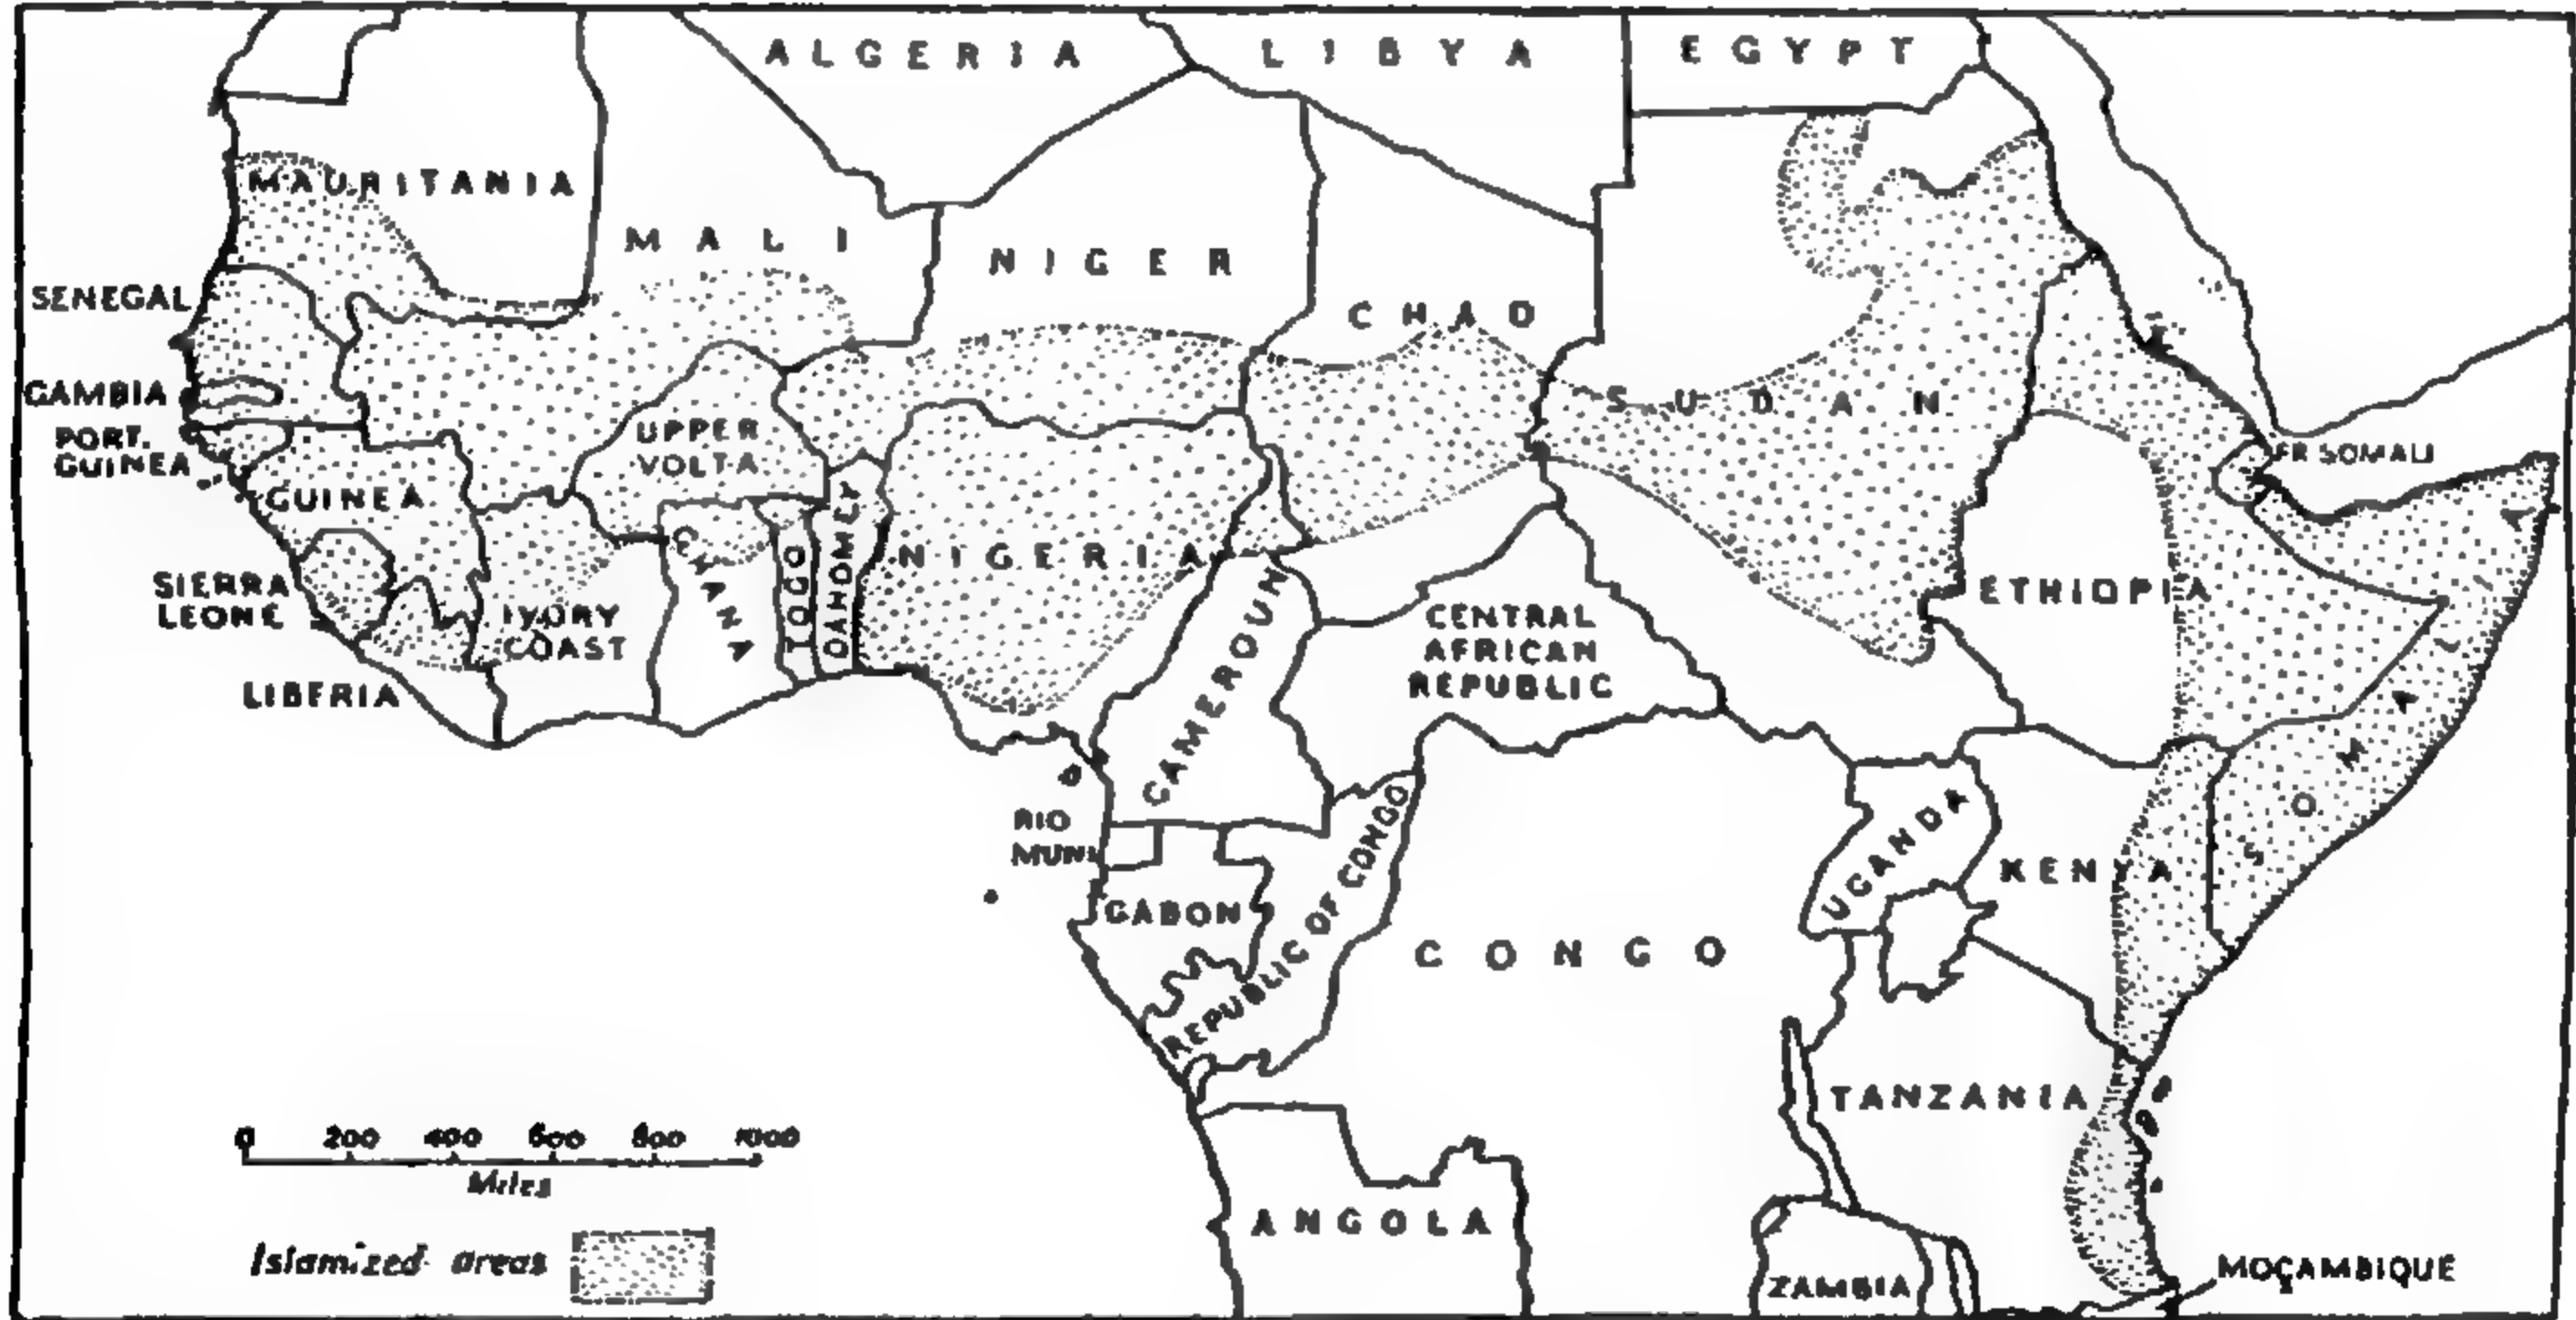 ALGERIA
LIBYA
EGYPT
MAURITANIA
MALI
NIGER
CHAD
SUDAN
SENEGAL
GAMBIA
PORT.
GUINEA
GUINEA
UPPER
VOLTA
FR SOMALI
SIERRA
LEONE
LIBERIA
IVORY
COAST
GHANA
TOGO
DAHOMEY
NIGERIA
CAMEROUN
CENTRAL
AFRICAN
REPUBLIC
ETHIOPIA
SOMALIA
RIO
MUNI
GABON
REPUBLIC OF CONGO
CONGO
UGANDA
KENYA
TANZANIA
ANGOLA
ZAMBIA
MOÇAMBIQUE
0 200 400 600 800 1000
Miles
Islamized areas